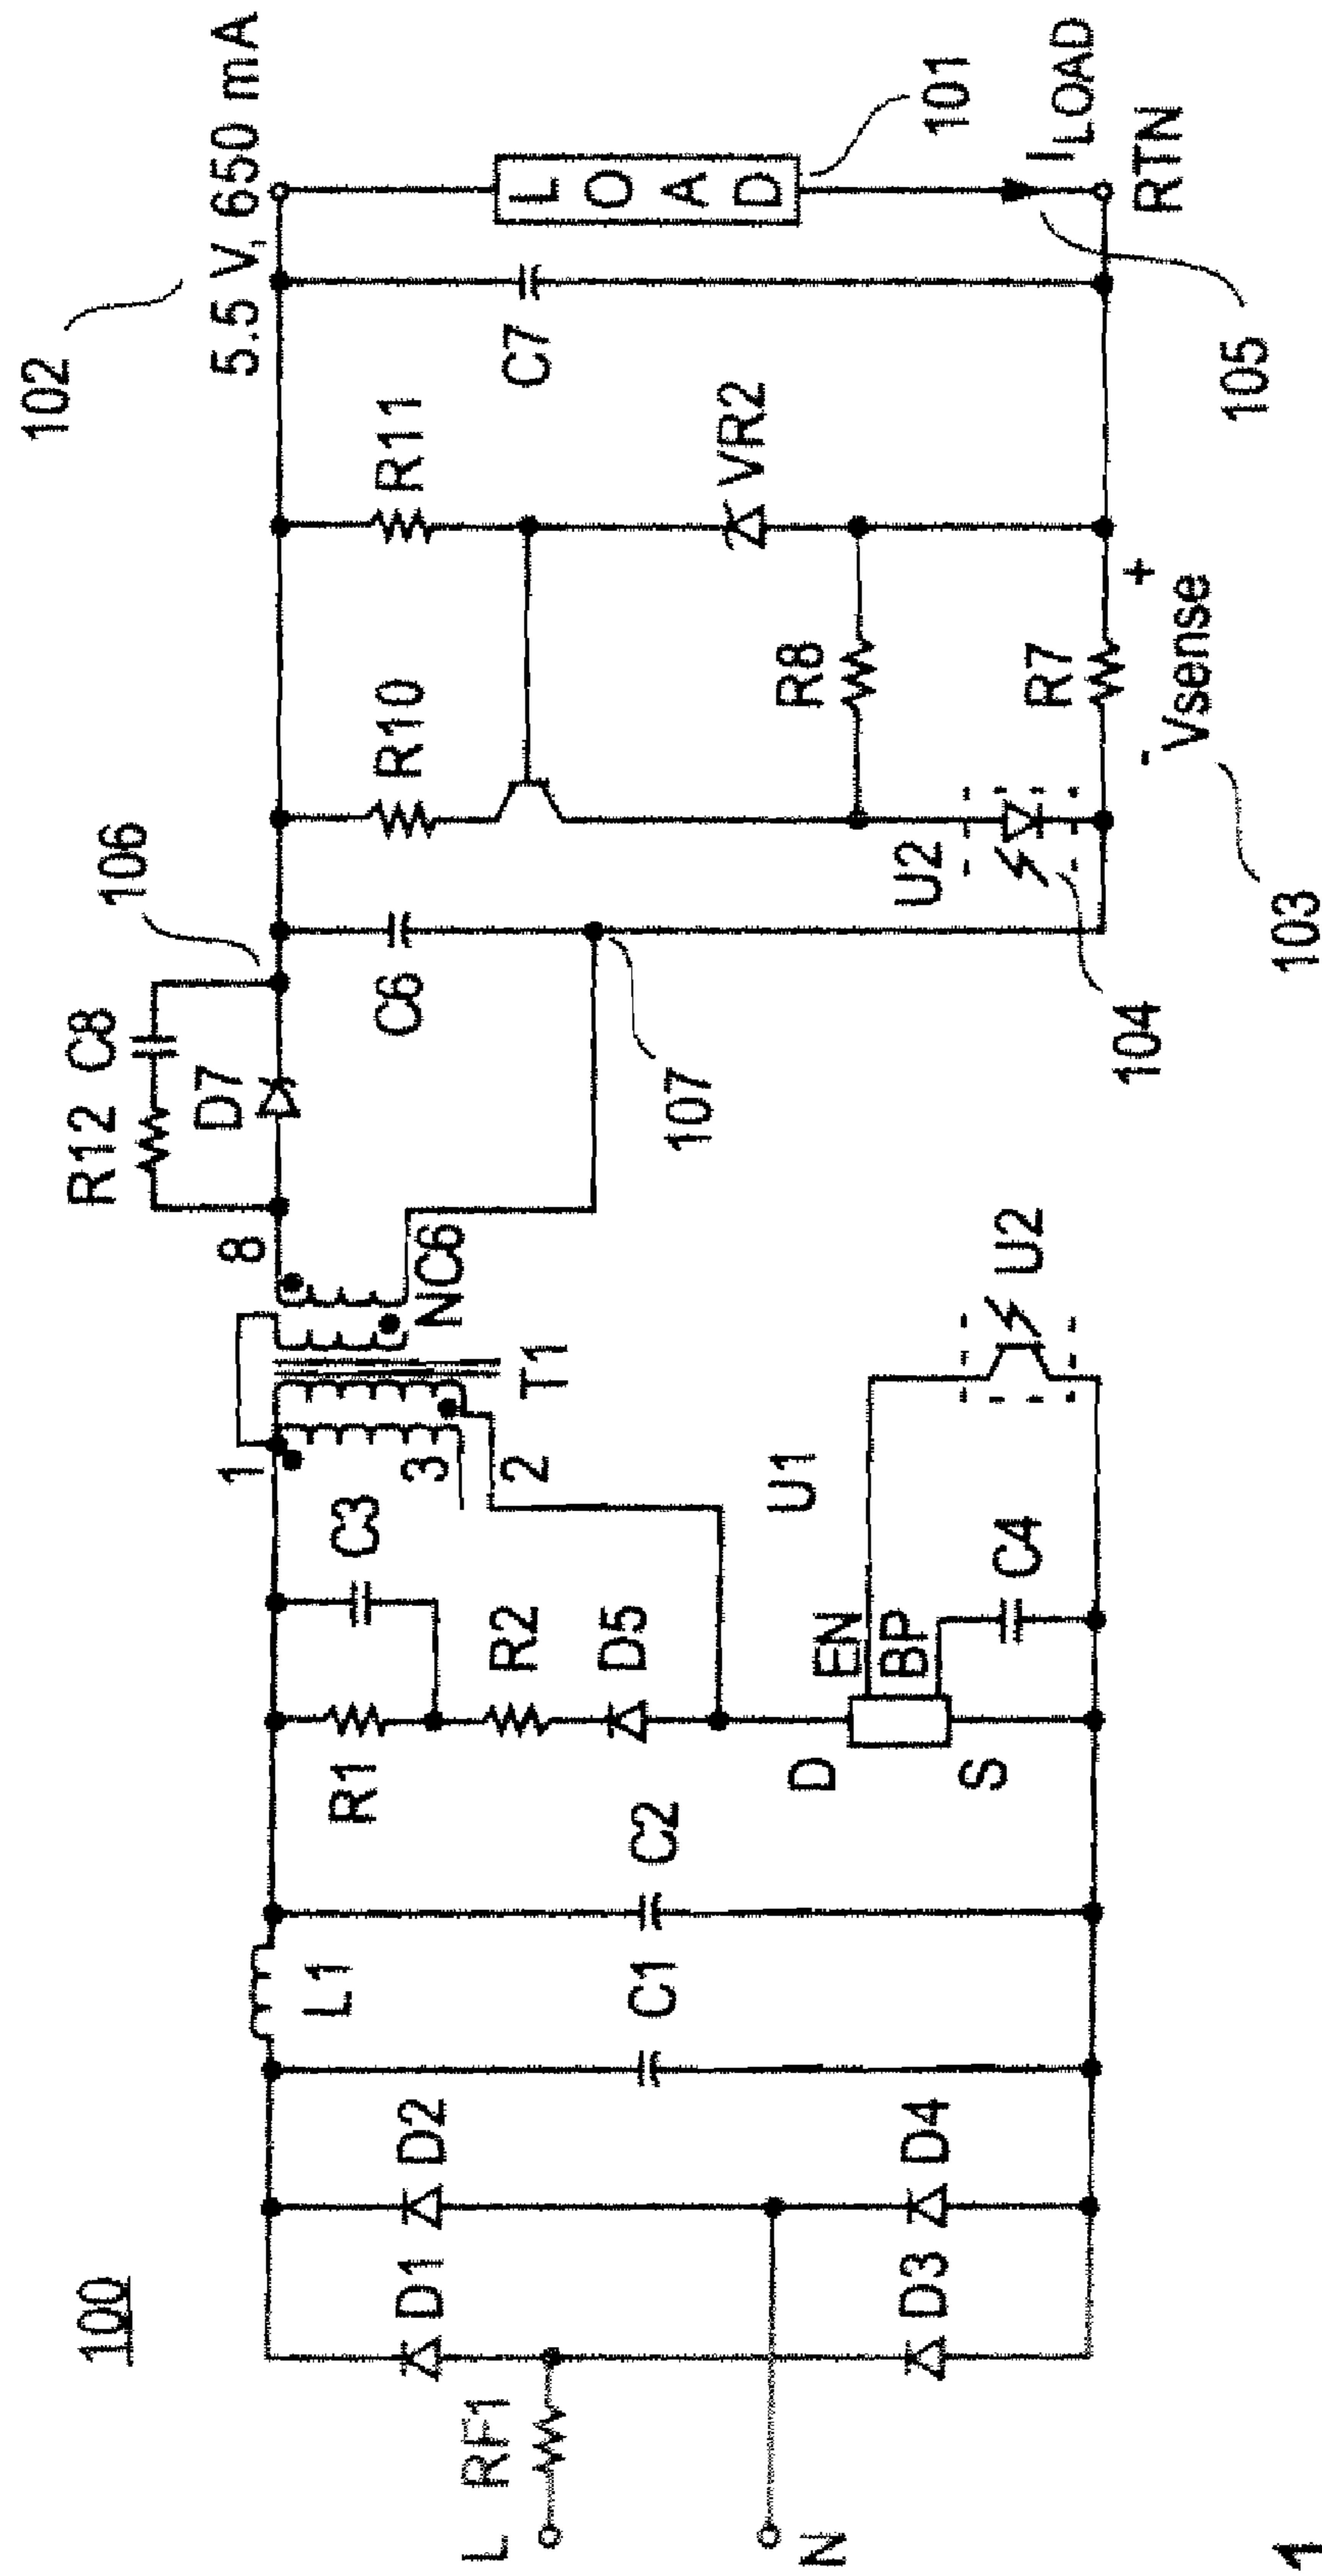 100
102
5.5 V, 650 mA
106
R12 C8
D7
8
1
L1
R1
C3
R2
D5
3
2
T1
NC6
C6
R10
R11
C7
LOAD
101
ILOAD
RTN
105
VR2
R8
R7
+
-
Vsense
103
U2
104
107
D1
D2
D3
D4
C1
C2
L
RF1
N
D
S
EN
BP
U1
C4
U2
1